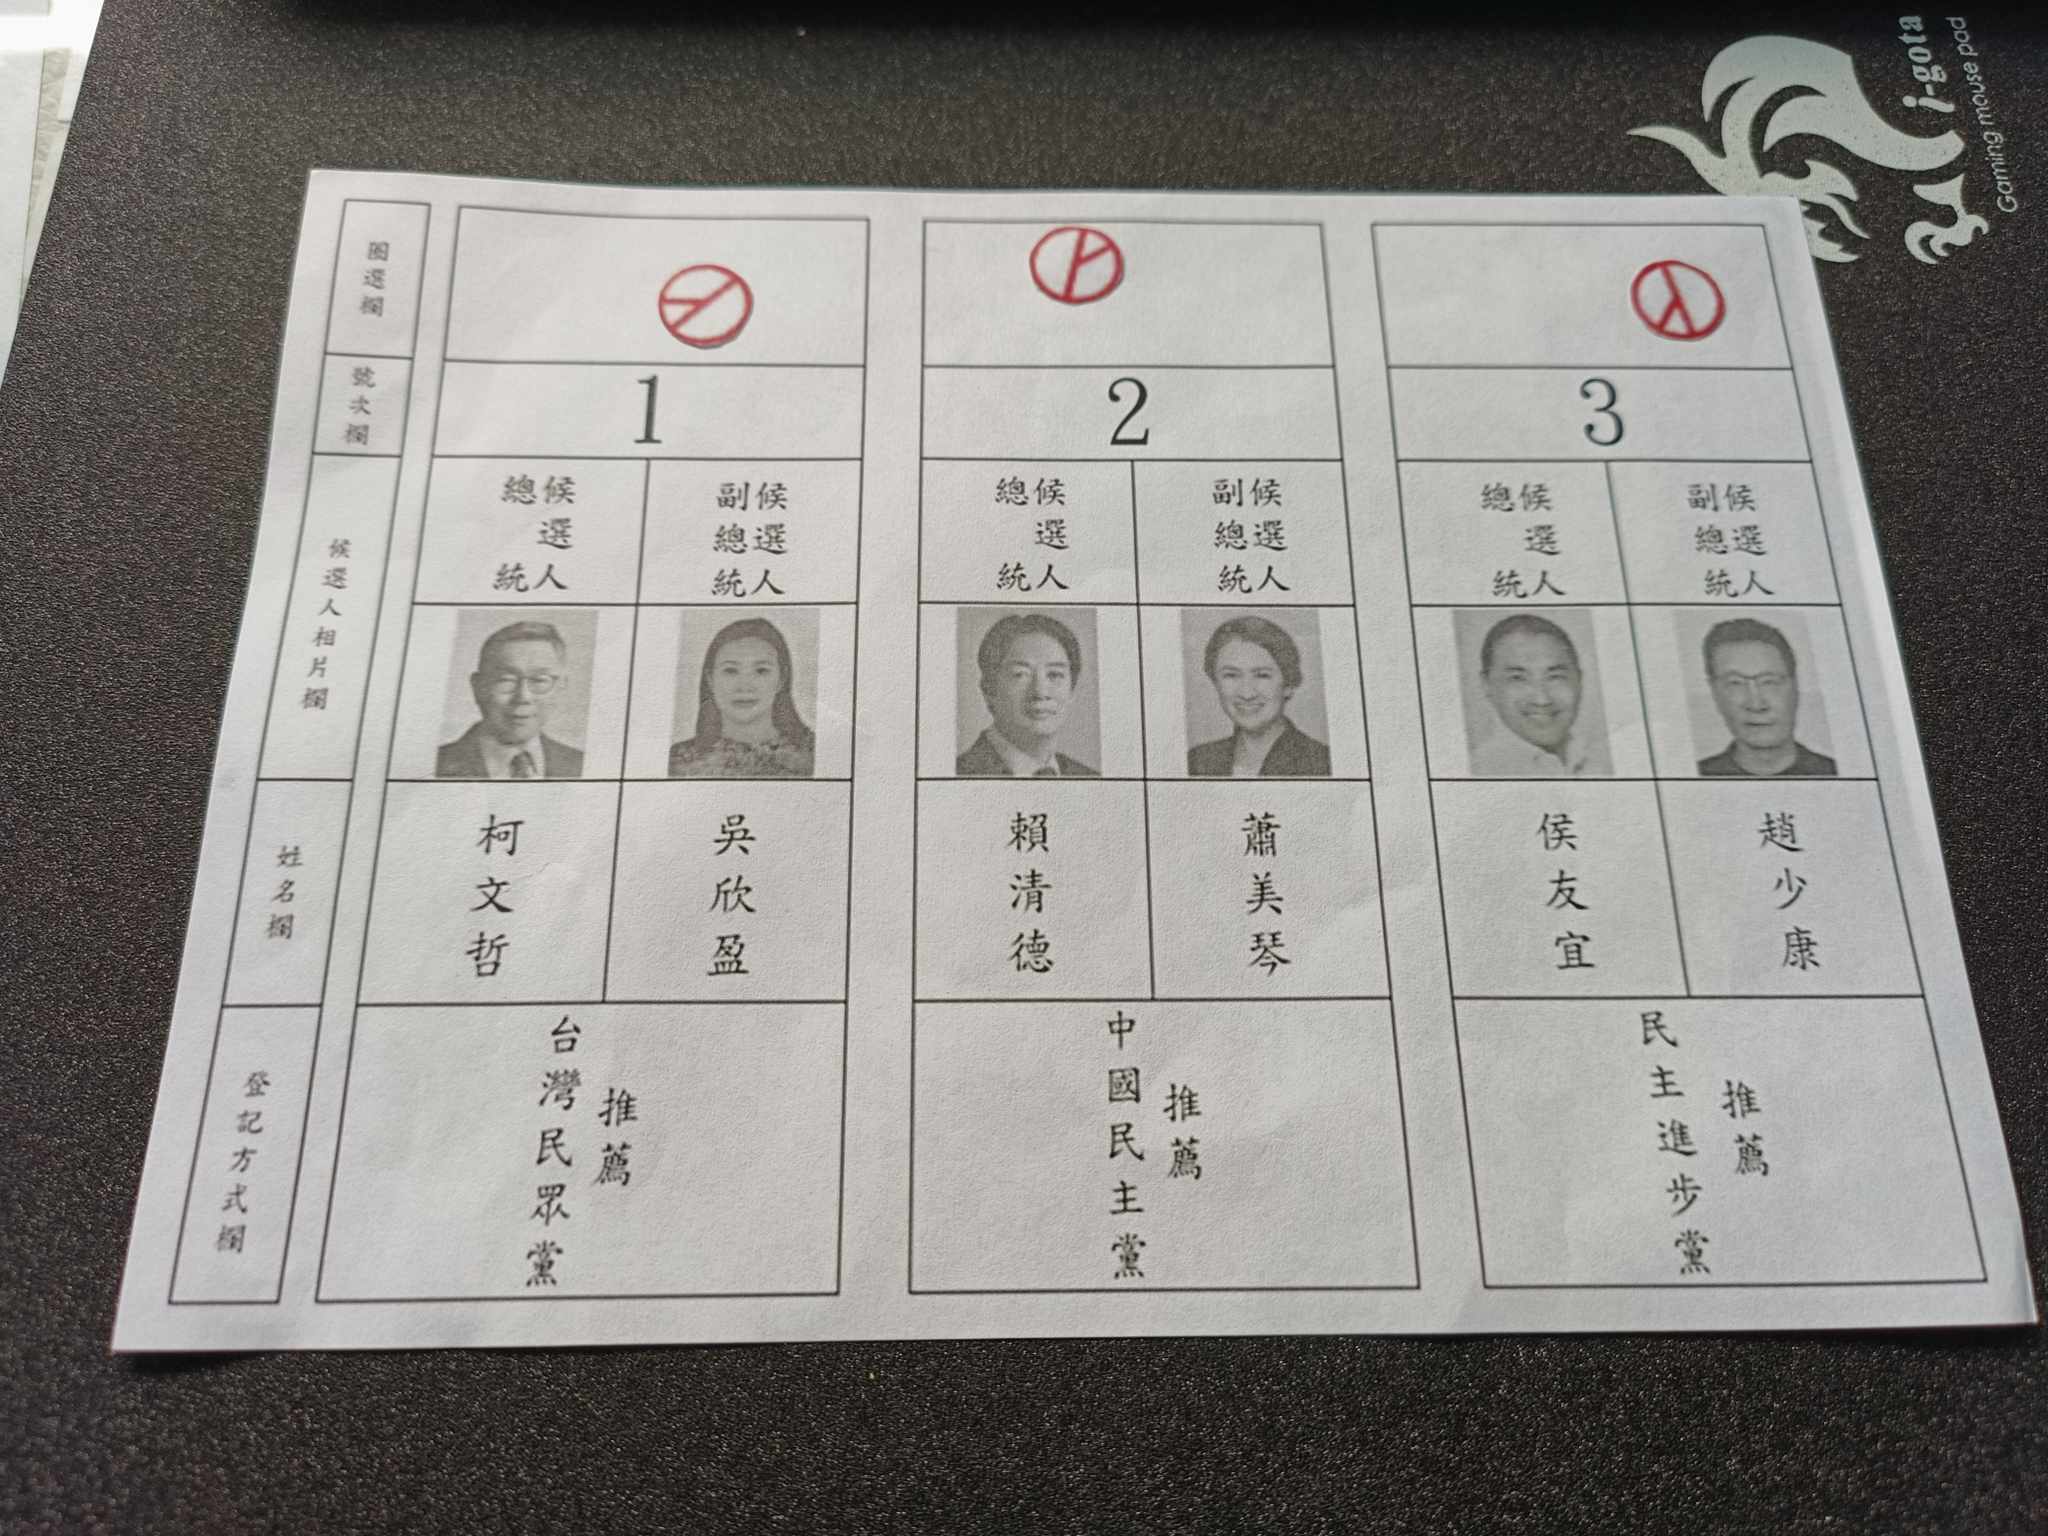 i-gota
Gaming mouse pad
圈選欄
號次欄
候選人相片欄
姓名欄
登記方式欄
1
總統候選人
副總統候選人
柯文哲
吳欣盈
台灣民眾黨
推薦
2
總統候選人
副總統候選人
賴清德
蕭美琴
中國民主黨
推薦
3
總統候選人
副總統候選人
侯友宜
趙少康
民主進步黨
推薦